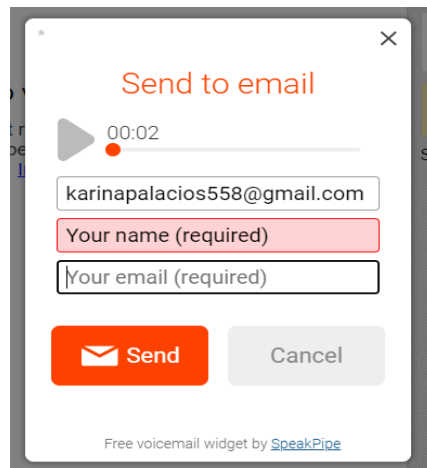 Send to email
00:02
karinapalacios558@gmail.com
Your name (required)
Your email (required)
Send
Cancel
Free voicemail widget by SpeakPipe